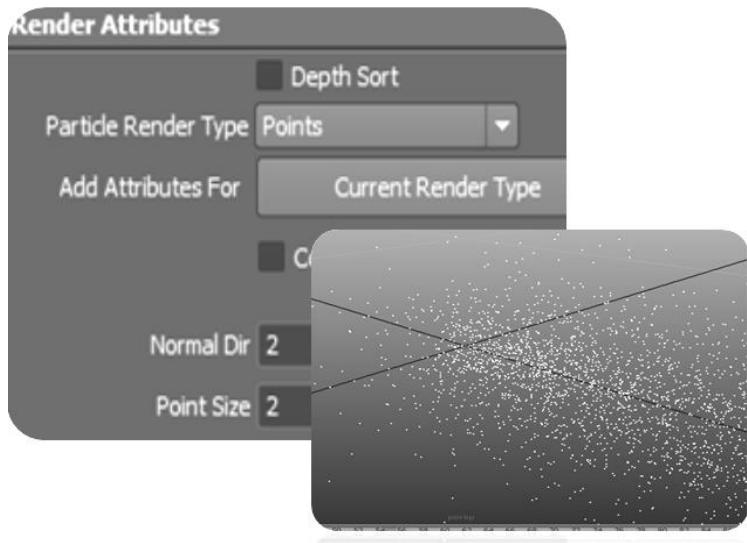 Render Attributes
Depth Sort
Particle Render Type Points
Add Attributes For Current Render Type
Normal Dir 2
Point Size 2